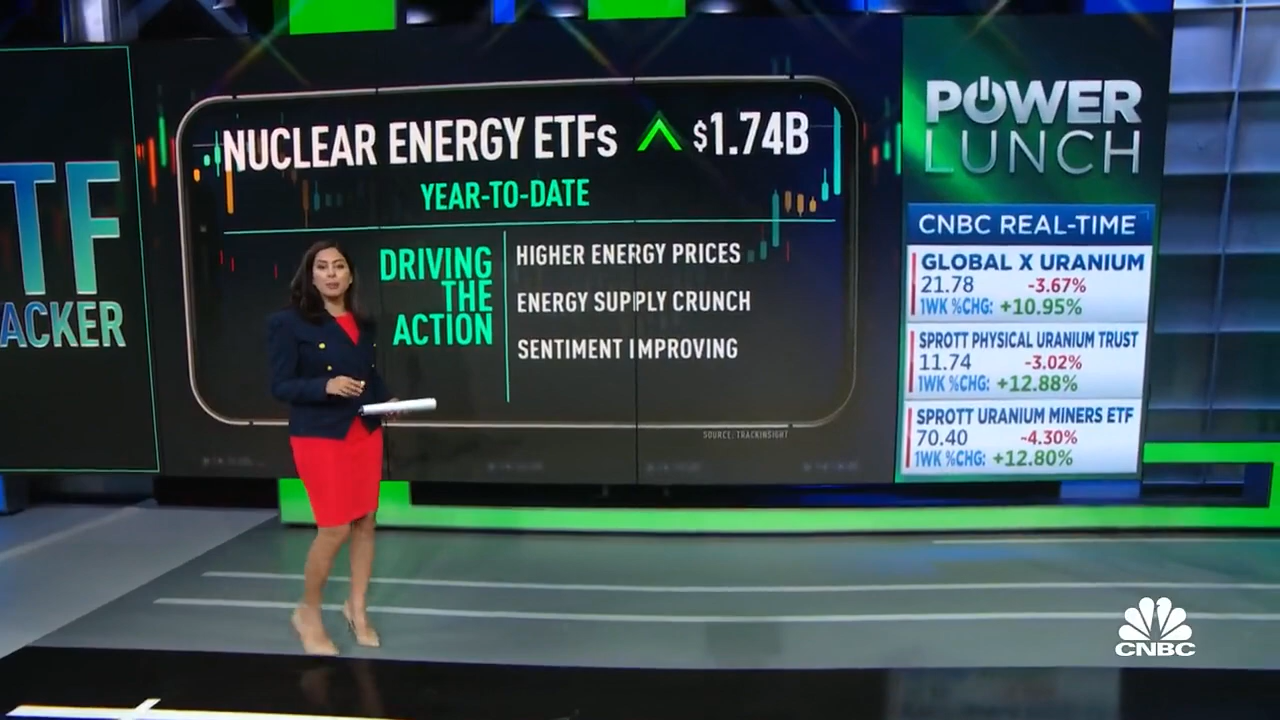 TF
ACKER
NUCLEAR ENERGY ETFs $1.74B
YEAR-TO-DATE
DRIVING
THE
ACTION
HIGHER ENERGY PRICES
ENERGY SUPPLY CRUNCH
SENTIMENT IMPROVING
SOURCE: TRACKINSIGHT
POWER
LUNCH
CNBC REAL-TIME
GLOBAL X URANIUM
21.78 -3.67%
1WK %CHG: +10.95%
SPROTT PHYSICAL URANIUM TRUST
11.74 -3.02%
1WK %CHG: +12.88%
SPROTT URANIUM MINERS ETF
70.40 -4.30%
1WK %CHG: +12.80%
CNBC